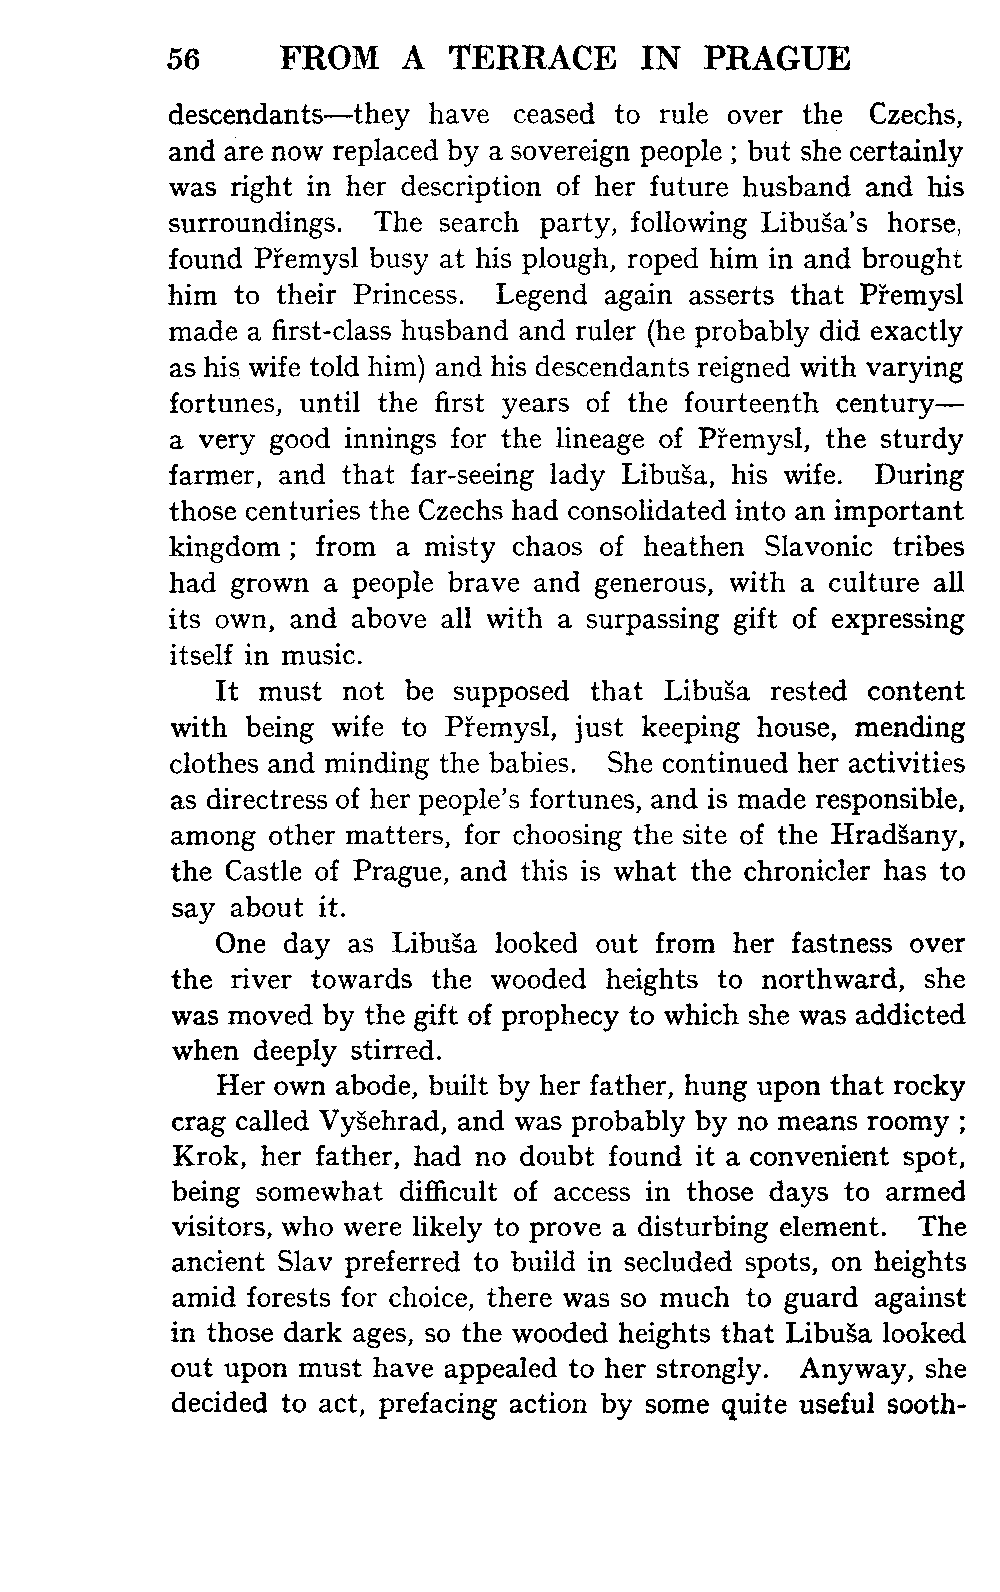 56 FROM A TERRACE IN PRAGUE
descendants—they have ceased to rule over the Czechs,
and are now replaced by a sovereign people ; but she certainly
was right in her description of her future husband and his
surroundings. The search party, following Libuša's horse,
found Přemysl busy at his plough, roped him in and brought
him to their Princess. Legend again asserts that Přemysl
made a first-class husband and ruler (he probably did exactly
as his wife told him) and his descendants reigned with varying
fortunes, until the first years of the fourteenth century—
a very good innings for the lineage of Přemysl, the sturdy
farmer, and that far-seeing lady Libuša, his wife. During
those centuries the Czechs had consolidated into an important
kingdom ; from a misty chaos of heathen Slavonic tribes
had grown a people brave and generous, with a culture all
its own, and above all with a surpassing gift of expressing
itself in music.
It must not be supposed that Libuša rested content
with being wife to Přemysl, just keeping house, mending
clothes and minding the babies. She continued her activities
as directress of her people's fortunes, and is made responsible,
among other matters, for choosing the site of the Hradšany,
the Castle of Prague, and this is what the chronicler has to
say about it.
One day as Libuša looked out from her fastness over
the river towards the wooded heights to northward, she
was moved by the gift of prophecy to which she was addicted
when deeply stirred.
Her own abode, built by her father, hung upon that rocky
crag called Vyšehrad, and was probably by no means roomy ;
Krok, her father, had no doubt found it a convenient spot,
being somewhat difficult of access in those days to armed
visitors, who were likely to prove a disturbing element. The
ancient Slav preferred to build in secluded spots, on heights
amid forests for choice, there was so much to guard against
in those dark ages, so the wooded heights that Libuša looked
out upon must have appealed to her strongly. Anyway, she
decided to act, prefacing action by some quite useful sooth-